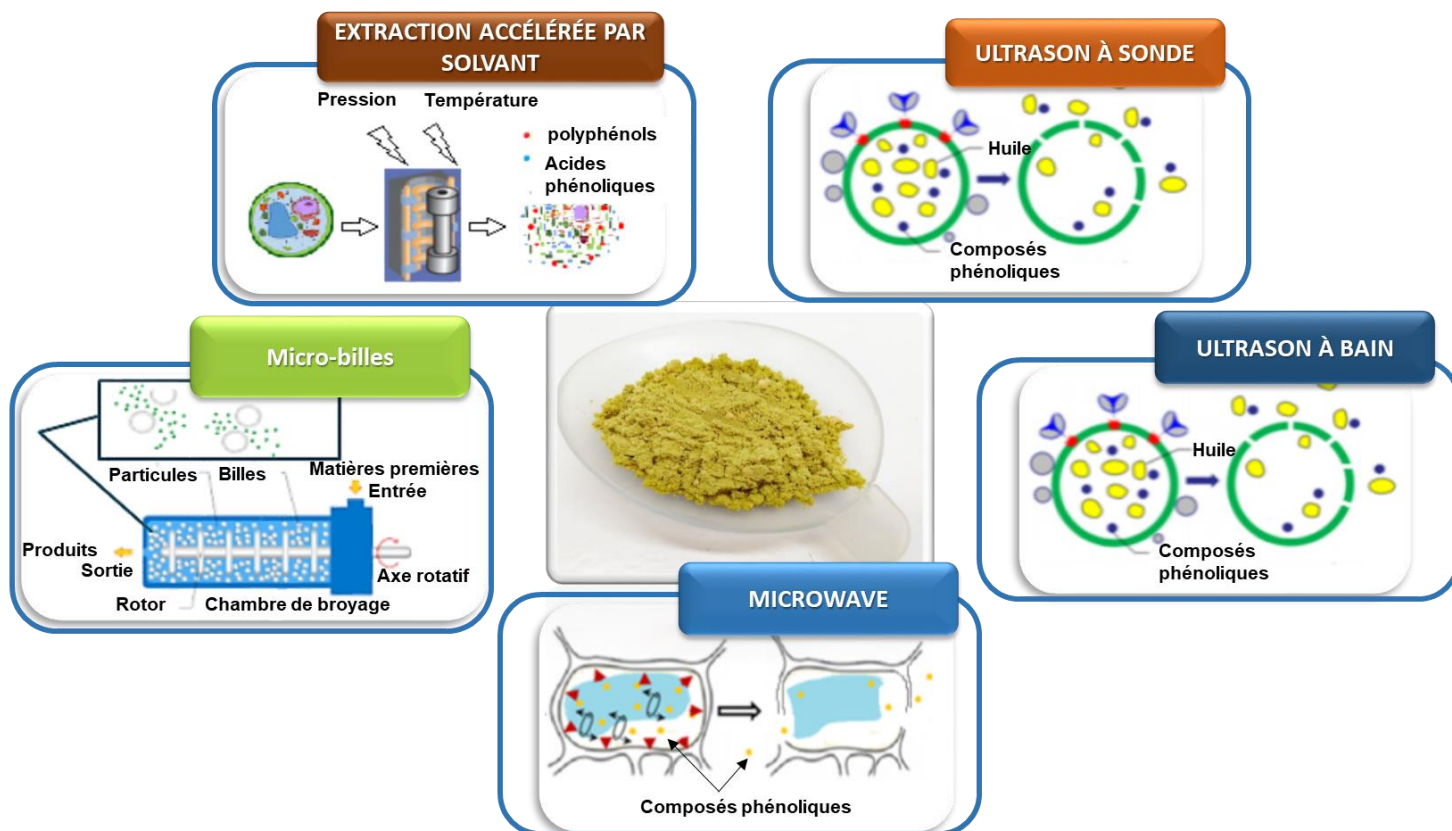 EXTRACTION ACCÉLÉRÉE PAR
SOLVANT
Pression
Température
polyphénols
Acides
phénoliques
ULTRASON À SONDE
Huile
Composés
phénoliques
Micro-billes
Particules
Billes
Matières premières
Entrée
Produits
Sortie
Axe rotatif
Rotor
Chambre de broyage
ULTRASON À BAIN
Huile
Composés
phénoliques
MICROWAVE
Composés phénoliques